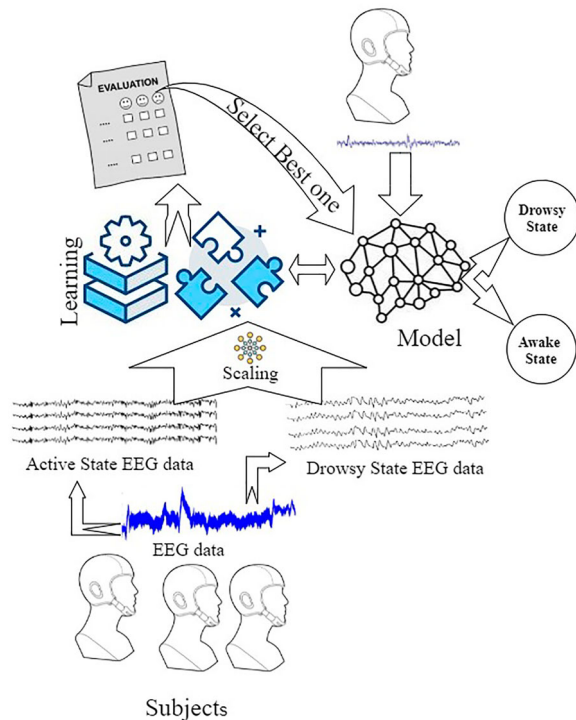 EVALUATION
....
....
....
Select Best one
Drowsy
State
Learning
Model
Awake
State
Scaling
Active State EEG data
Drowsy State EEG data
EEG data
Subjects